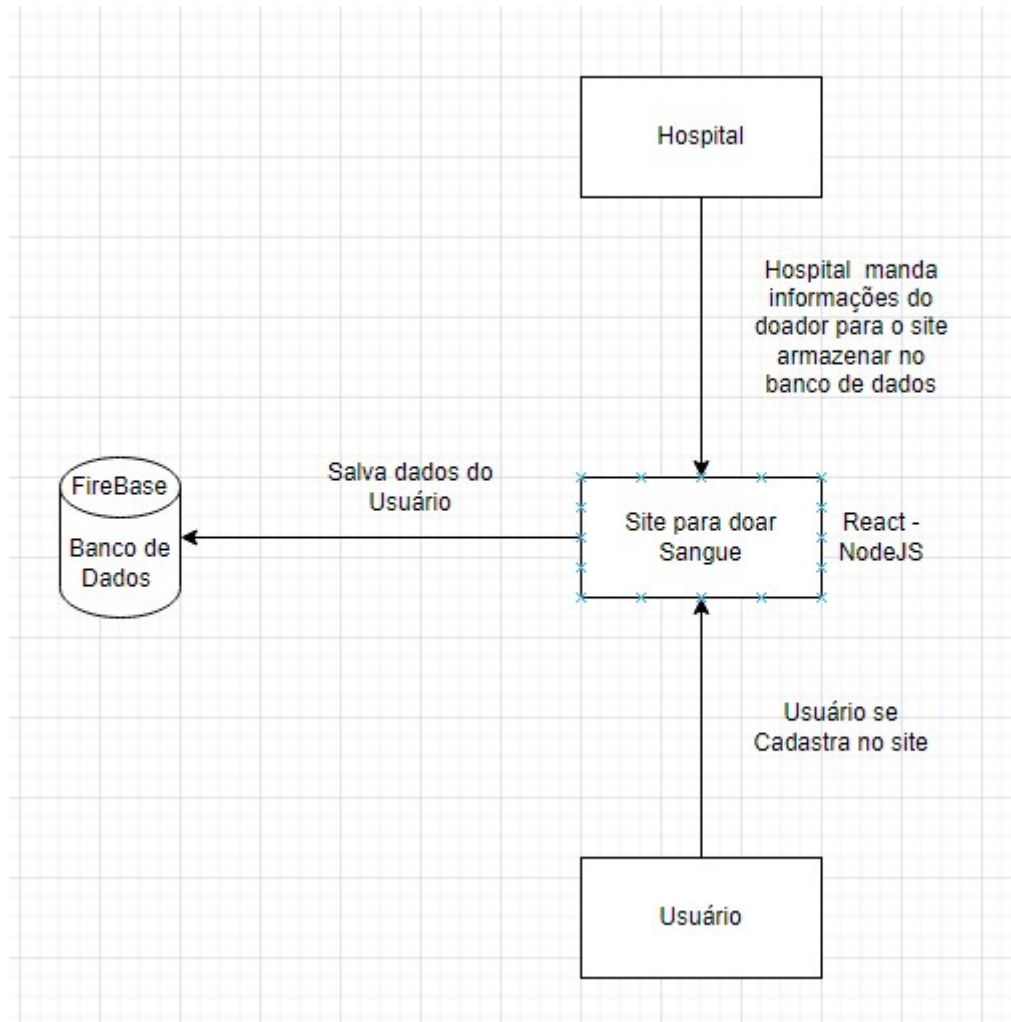 Hospital
Hospital  manda
informações do
doador para o site
armazenar no
banco de dados
FireBase
Banco de
Dados
Salva dados do
Usuário
Site para doar
Sangue
React -
NodeJS
Usuário se
Cadastra no site
Usuário